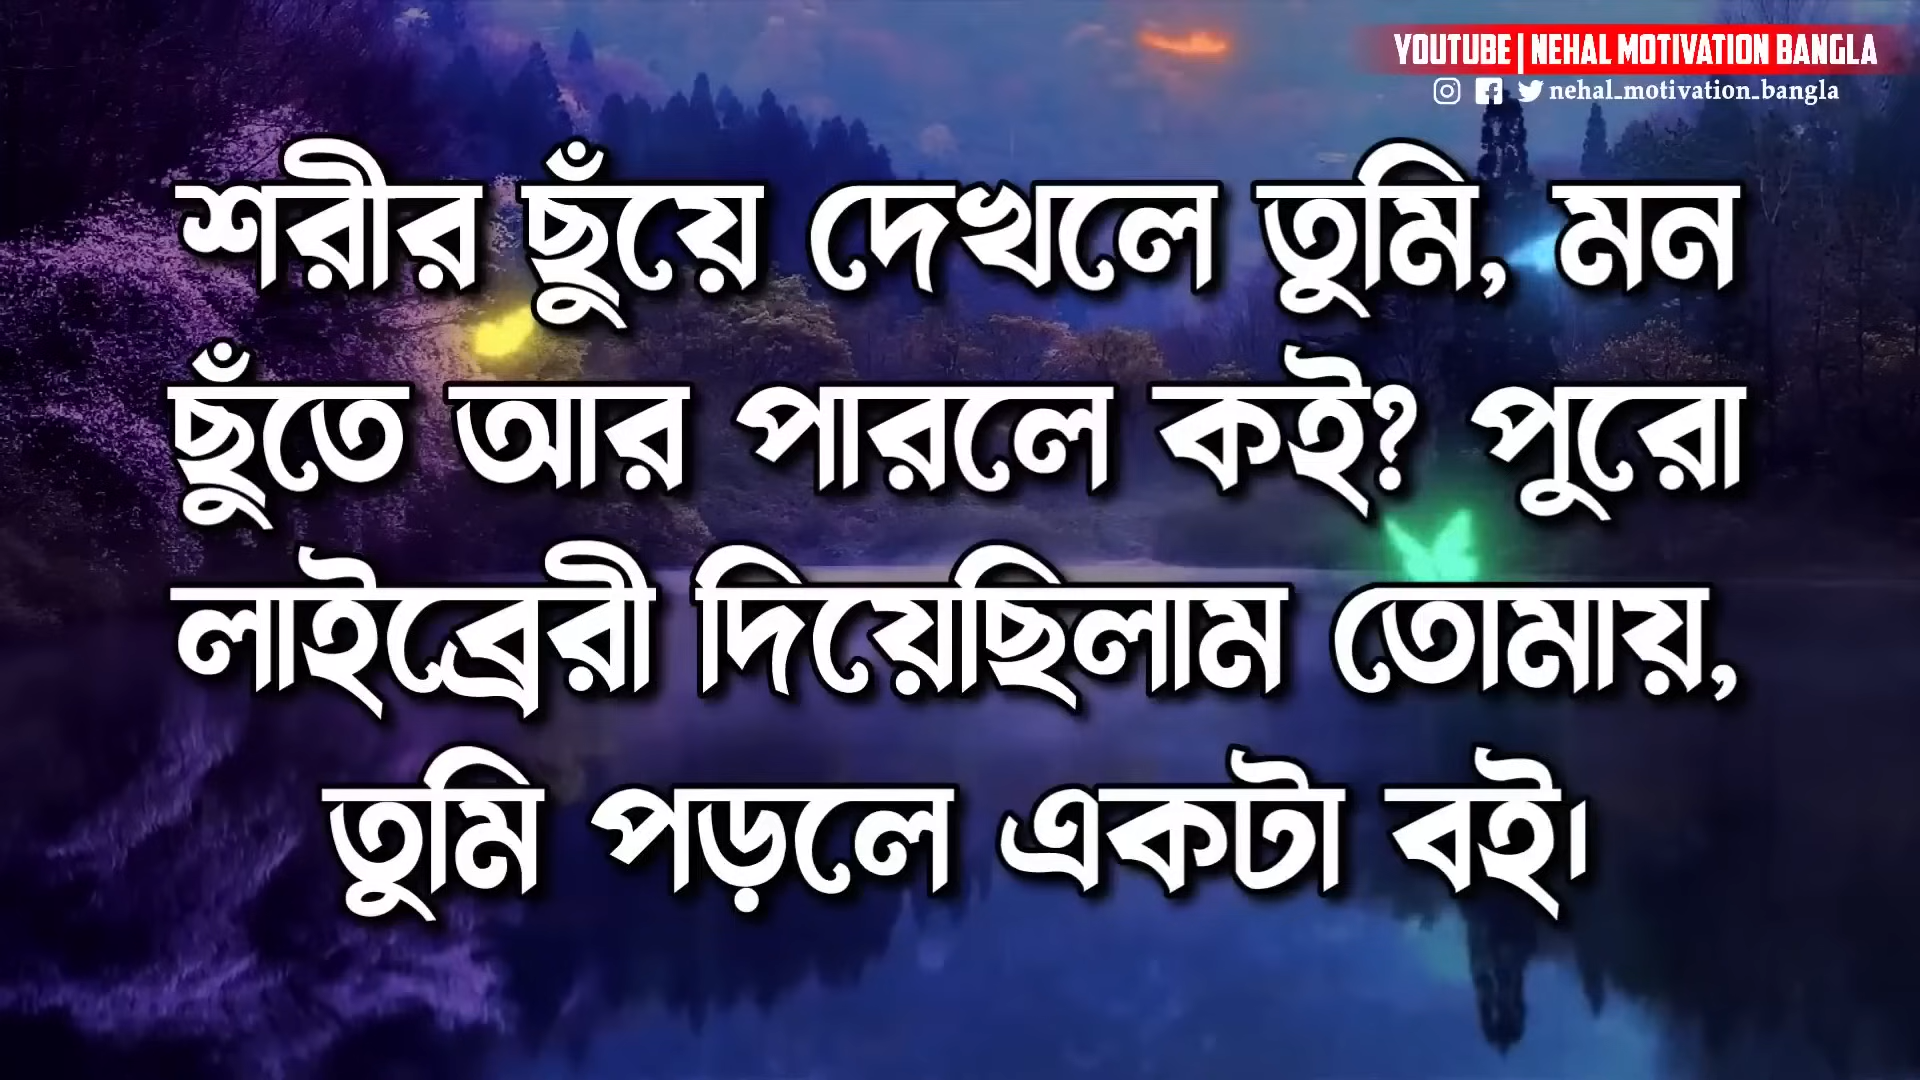 YOUTUBE | NEHAL MOTIVATION BANGLA
nehal_motivation_bangla
শরীর ছুঁয়ে দেখলে তুমি, মন
ছুঁতে আর পারলে কই? পুরো
লাইব্রেরী দিয়েছিলাম তোমায়,
তুমি পড়লে একটা বই।